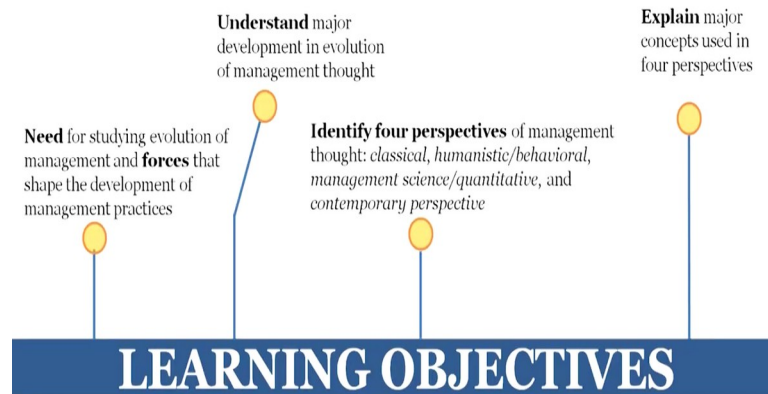 Need for studying evolution of
management and forces that
shape the development of
management practices
Understand major
development in evolution
of management thought
Identify four perspectives of management
thought: classical, humanistic/behavioral,
management science/quantitative, and
contemporary perspective
Explain major
concepts used in
four perspectives
LEARNING OBJECTIVES